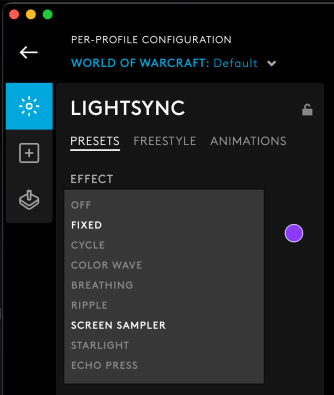 PER-PROFILE CONFIGURATION
WORLD OF WARCRAFT: Default
LIGHTSYNC
PRESETS FREESTYLE ANIMATIONS
EFFECT
OFF
FIXED
CYCLE
COLOR WAVE
BREATHING
RIPPLE
SCREEN SAMPLER
STARLIGHT
ECHO PRESS